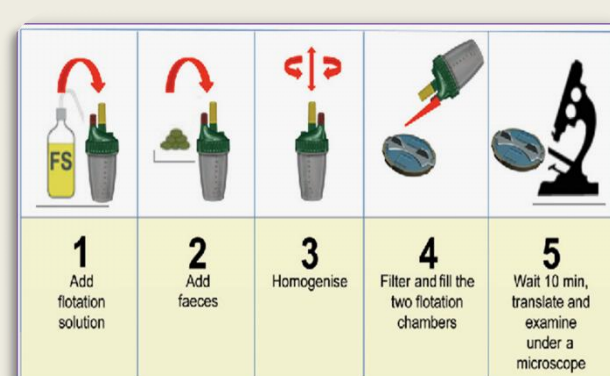 FS
1
Add
flotation
solution
2
Add
faeces
3
Homogenise
4
Filter and fill the
two flotation
chambers
5
Wait 10 min,
translate and
examine
under a
microscope